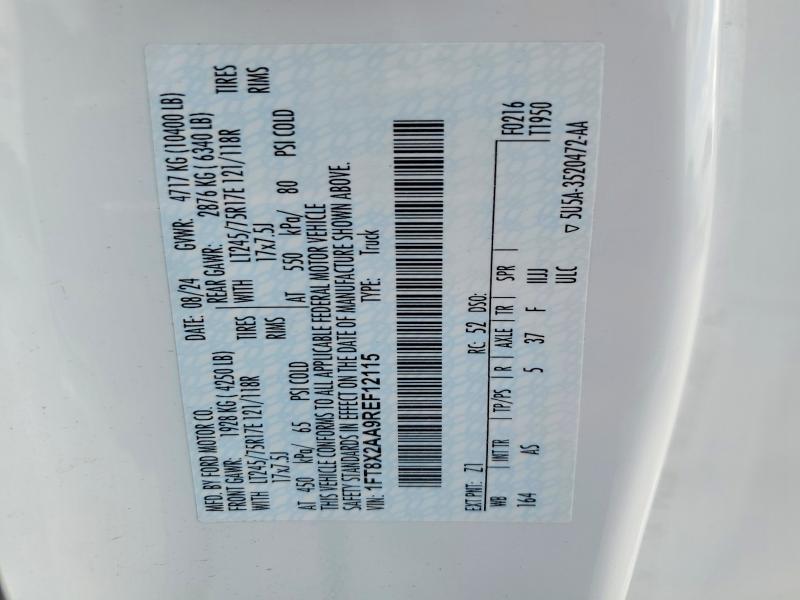 MFD. BY FORD MOTOR CO.
DATE: 08/24 GVWR: 4717 KG (10400 LB)
FRONT GAWR: 1928 KG ( 4250 LB) REAR GAWR: 2876 KG ( 6340 LB)
WITH LT245/75R17E 121/118R TIRES WITH LT245/75R17E 121/118R TIRES
17x7.5J RIMS 17x7.5J RIMS
AT 450 kPa/ 65 PSI COLD AT 550 kPa/ 80 PSI COLD
THIS VEHICLE CONFORMS TO ALL APPLICABLE FEDERAL MOTOR VEHICLE
SAFETY STANDARDS IN EFFECT ON THE DATE OF MANUFACTURE SHOWN ABOVE.
VIN: 1FT8X2AA9REF12115 TYPE: Truck
F0216
T1950
EXT PNT: Z1 RC: 52 DSO:
WB INT TR TP/PS R AXLE TR SPR
164 AS 5 37 F IIUJ
ULC
▽ 5U5A-3520472-AA